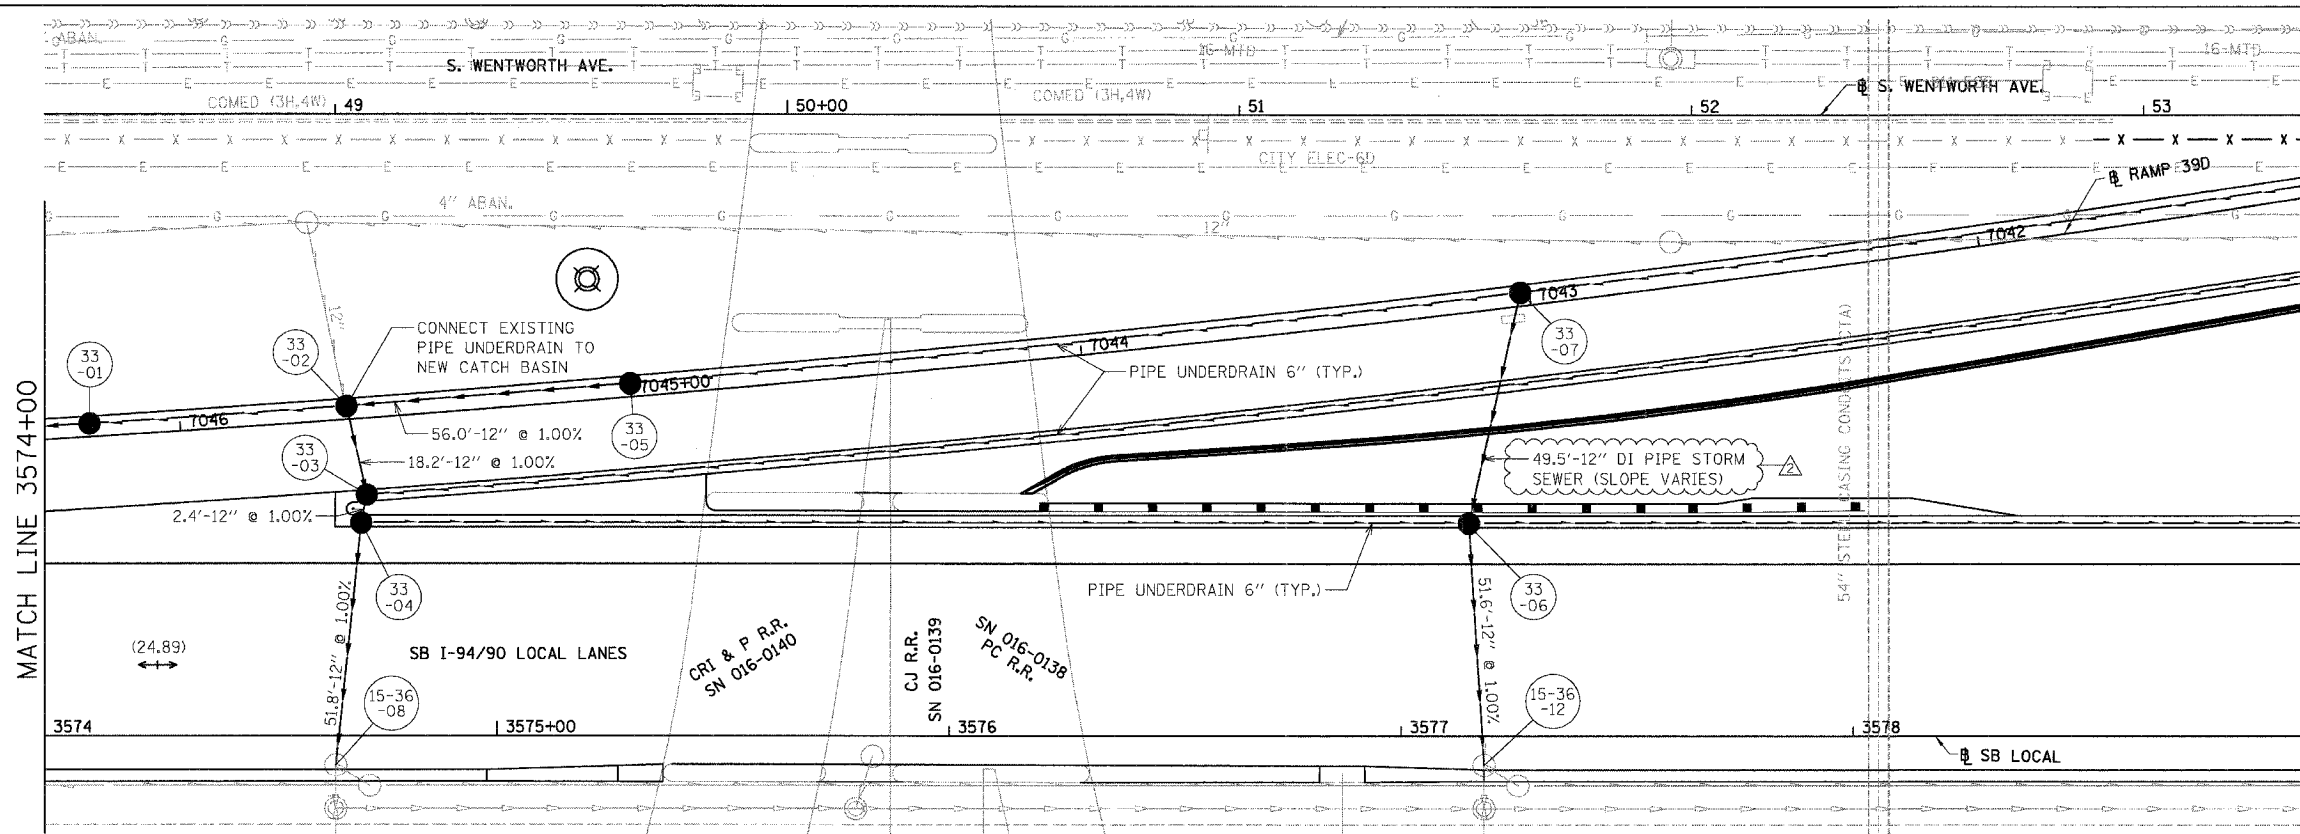 ABAN.
16-MTD
16-MTD
S. WENTWORTH AVE.
COMED (3H,4W)
COMED (3H,4W)
℄ S. WENTWORTH AVE.
49
50+00
51
52
53
CITY ELEC-6D
℄ RAMP 39D
4" ABAN.
12"
7042
7043
7044
7045+00
7046
12"
CONNECT EXISTING
PIPE UNDERDRAIN TO
NEW CATCH BASIN
33
-01
33
-02
33
-07
PIPE UNDERDRAIN 6" (TYP.)
56.0'-12" @ 1.00%
33
-05
18.2'-12" @ 1.00%
33
-03
49.5'-12" DI PIPE STORM
SEWER (SLOPE VARIES)
2
2.4'-12" @ 1.00%
54" STEEL CASING CONDUITS (CTA)
MATCH LINE 3574+00
33
-04
PIPE UNDERDRAIN 6" (TYP.)
33
-06
51.8'-12" @ 1.00%
51.6'-12" @ 1.00%
(24.89)
SB I-94/90 LOCAL LANES
CRI & P R.R.
SN 016-0140
CJ R.R.
SN 016-0139
SN 016-0138
PC R.R.
15-36
-08
15-36
-12
3574
3575+00
3576
3577
3578
℄ SB LOCAL